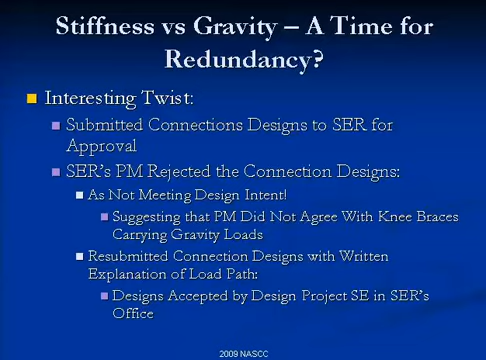 Stiffness vs Gravity – A Time for
Redundancy?
Interesting Twist:
Submitted Connections Designs to SER for
Approval
SER's PM Rejected the Connection Designs:
As Not Meeting Design Intent!
Suggesting that PM Did Not Agree With Knee Braces
Carrying Gravity Loads
Resubmitted Connection Designs with Written
Explanation of Load Path:
Designs Accepted by Design Project SE in SER's
Office
2009 NASCC